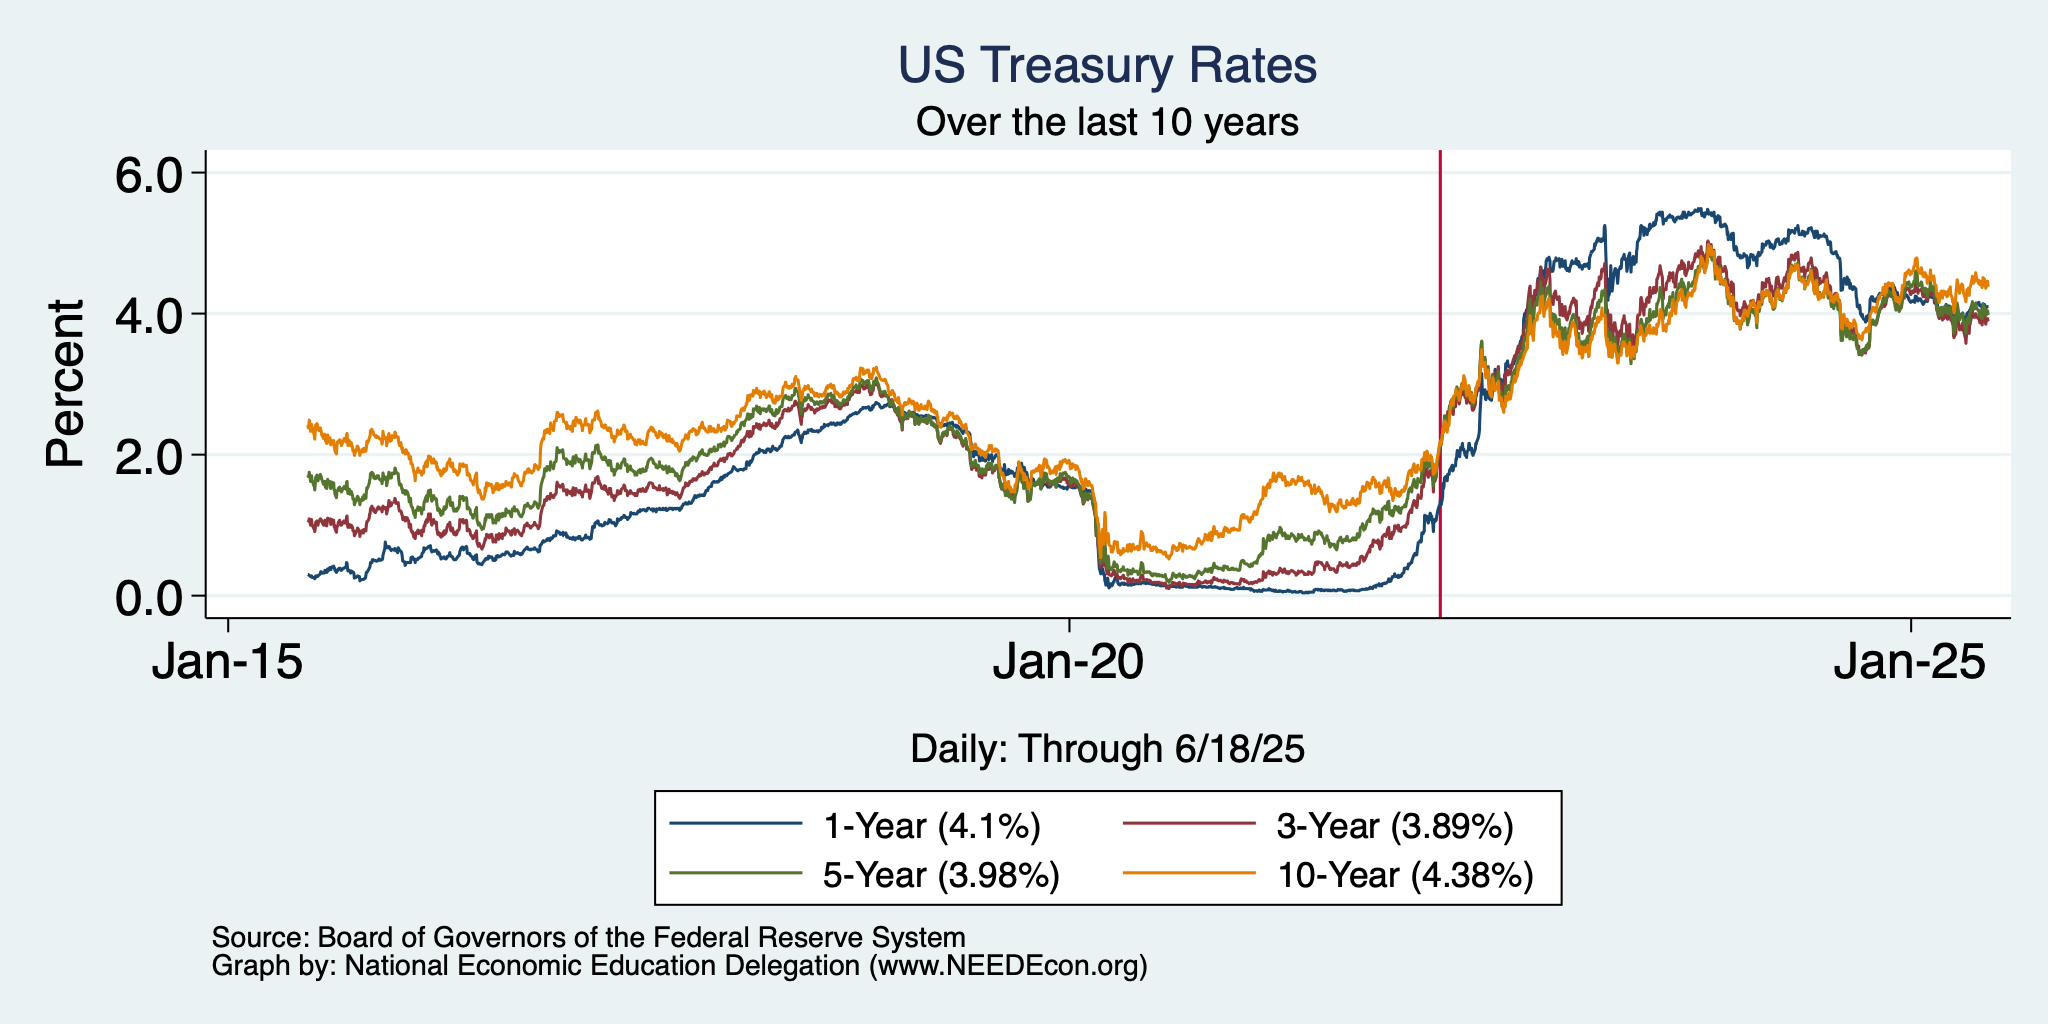 US Treasury Rates
Over the last 10 years
Percent
6.0
4.0
2.0
0.0
Jan-15 Jan-20 Jan-25
Daily: Through 6/18/25
1-Year (4.1%) 3-Year (3.89%)
5-Year (3.98%) 10-Year (4.38%)
Source: Board of Governors of the Federal Reserve System
Graph by: National Economic Education Delegation (www.NEEDEcon.org)